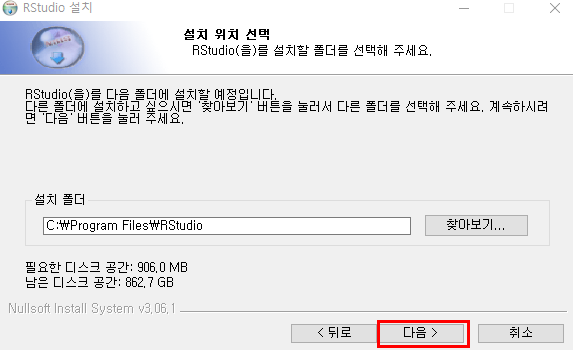 RStudio 설치
설치 위치 선택
RStudio(을)를 설치할 폴더를 선택해 주세요.
RStudio(을)를 다음 폴더에 설치할 예정입니다.
다른 폴더에 설치하고 싶으시면 '찾아보기' 버튼을 눌러서 다른 폴더를 선택해 주세요. 계속하시려
면 '다음' 버튼을 눌러 주세요.
설치 폴더
C:₩Program Files₩RStudio
찾아보기...
필요한 디스크 공간: 906.0 MB
남은 디스크 공간: 862.7 GB
Nullsoft Install System v3.06.1
< 뒤로
다음 >
취소